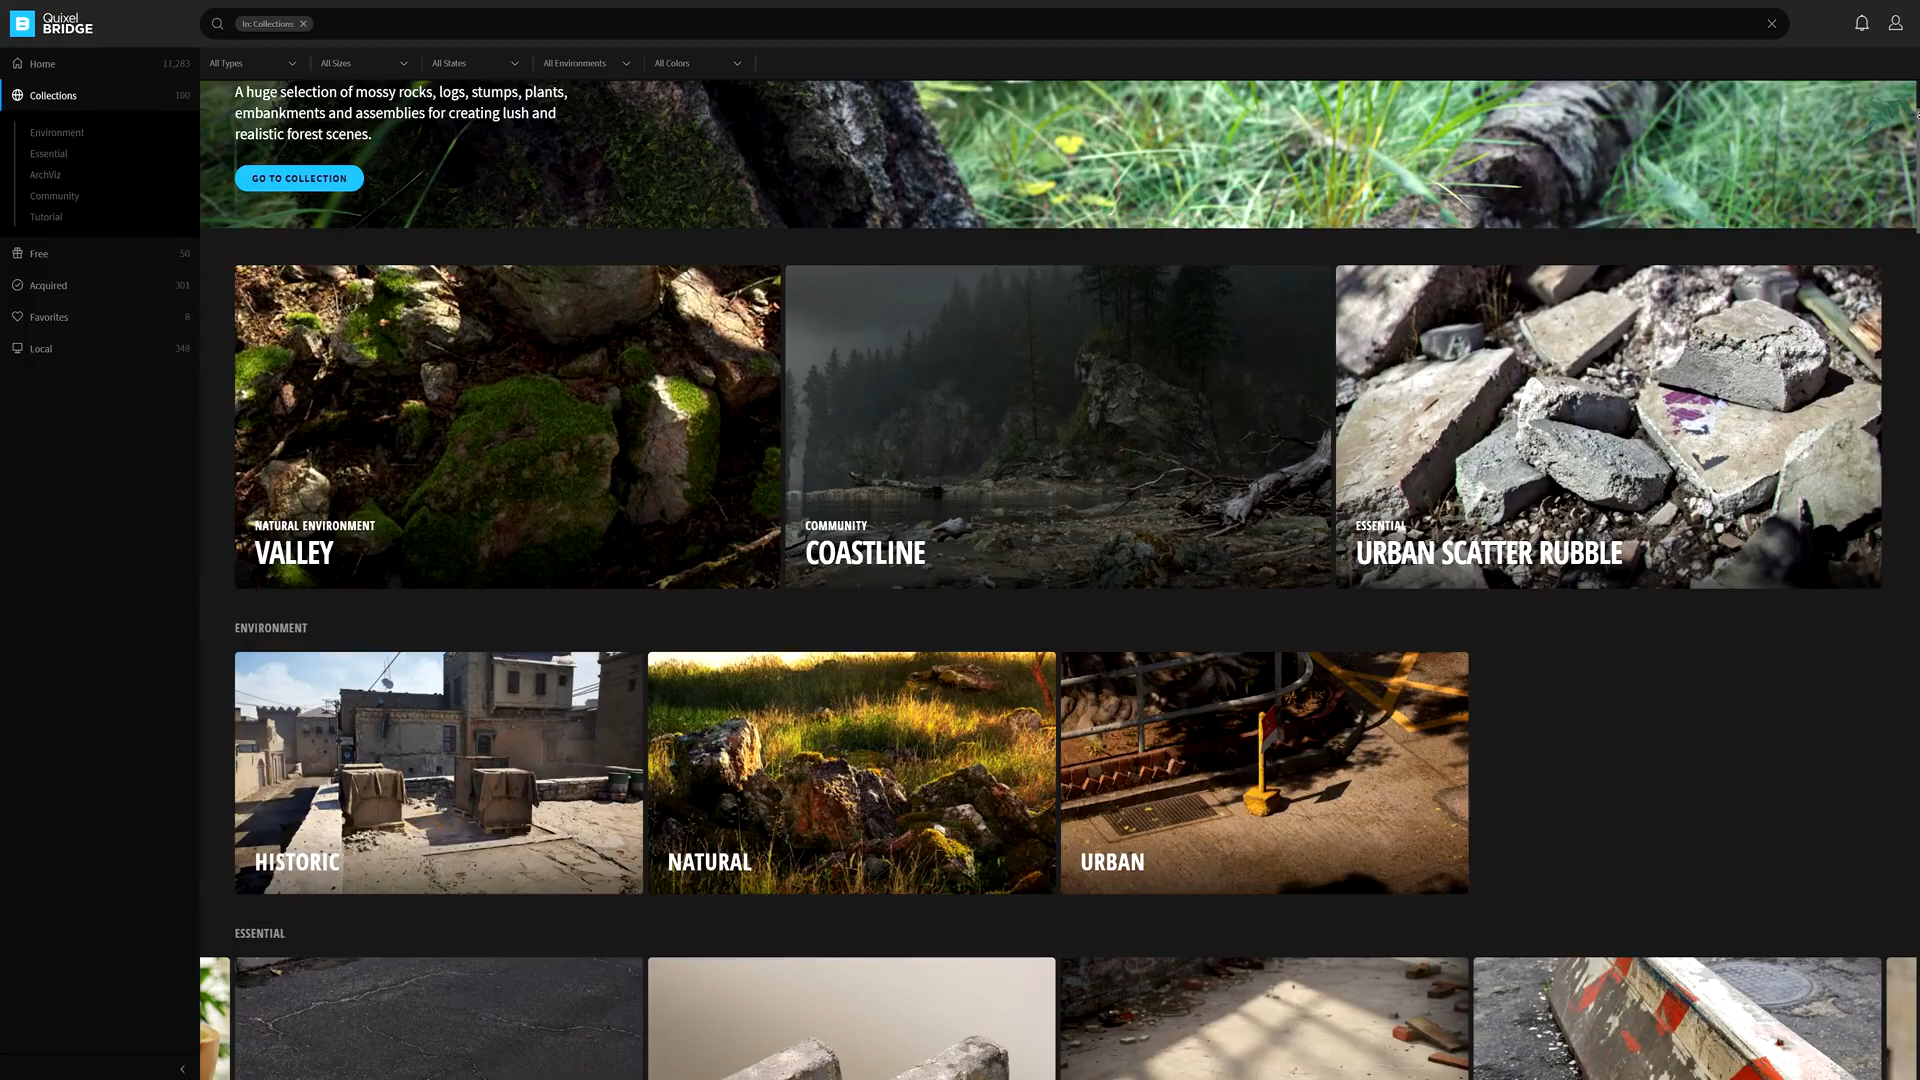 Quixel
BRIDGE
In: Collections
Home 11,283
Collections 100
Environment
Essential
ArchViz
Community
Tutorial
Free 50
Acquired 301
Favorites 8
Local 348
All Types
All Sizes
All States
All Environments
All Colors
A huge selection of mossy rocks, logs, stumps, plants,
embankments and assemblies for creating lush and
realistic forest scenes.
GO TO COLLECTION
NATURAL ENVIRONMENT
VALLEY
COMMUNITY
COASTLINE
ESSENTIAL
URBAN SCATTER RUBBLE
ENVIRONMENT
HISTORIC
NATURAL
URBAN
ESSENTIAL